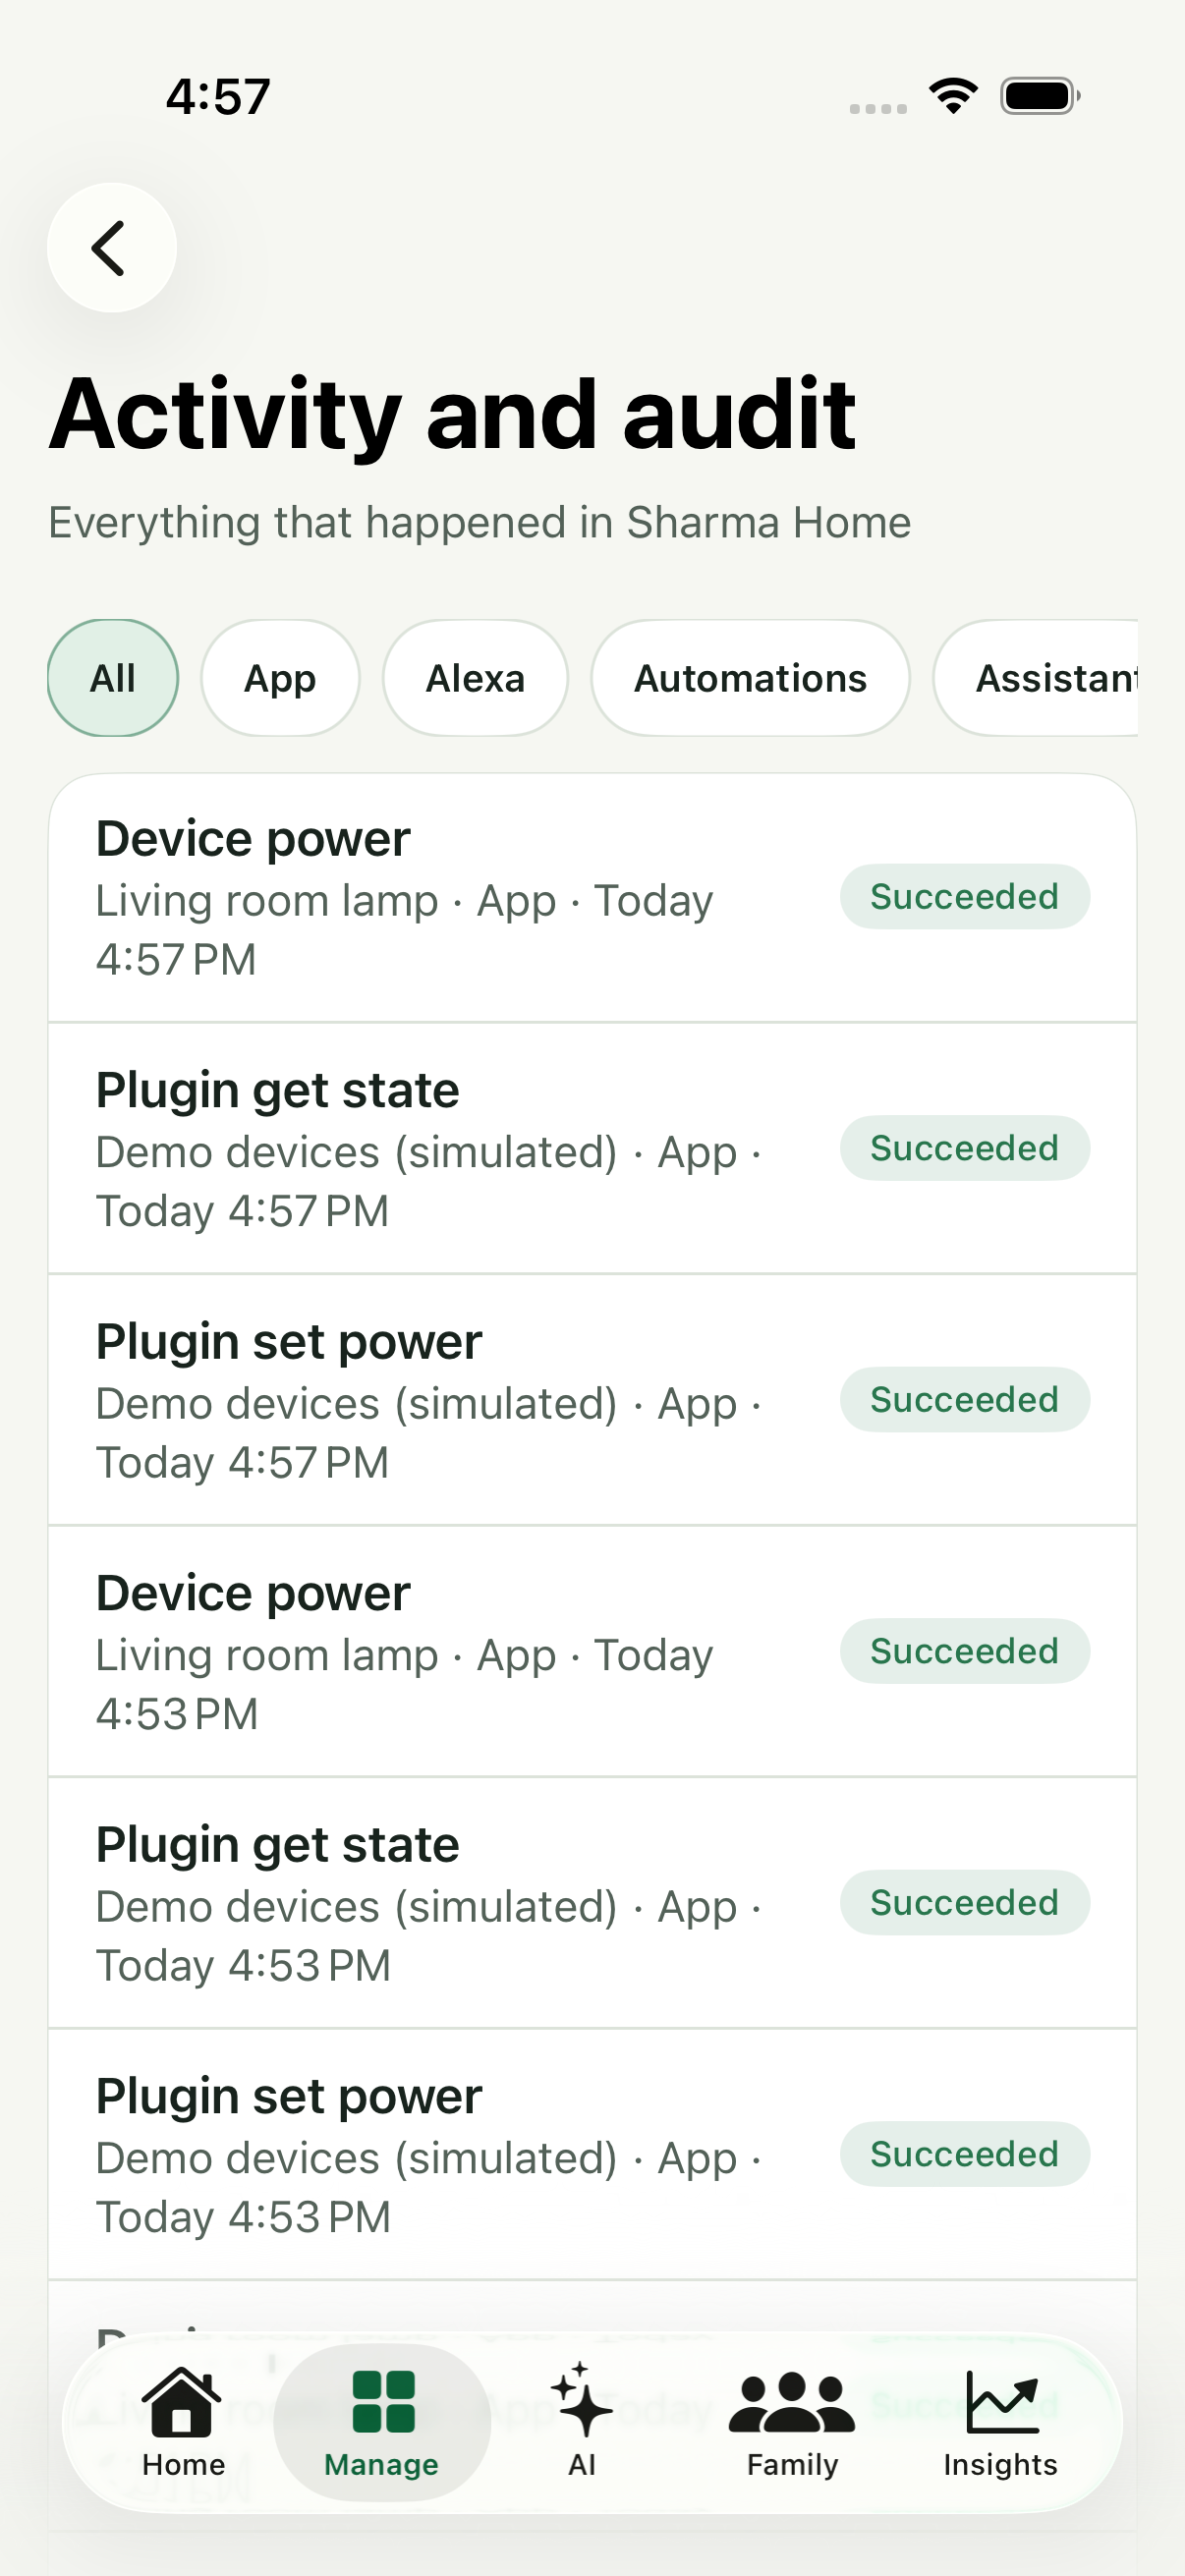 4:57
Activity and audit
Everything that happened in Sharma Home
All
App
Alexa
Automations
Assistant
Device power
Living room lamp · App · Today
4:57 PM
Succeeded
Plugin get state
Demo devices (simulated) · App ·
Today 4:57 PM
Succeeded
Plugin set power
Demo devices (simulated) · App ·
Today 4:57 PM
Succeeded
Device power
Living room lamp · App · Today
4:53 PM
Succeeded
Plugin get state
Demo devices (simulated) · App ·
Today 4:53 PM
Succeeded
Plugin set power
Demo devices (simulated) · App ·
Today 4:53 PM
Succeeded
Home
Manage
AI
Family
Insights